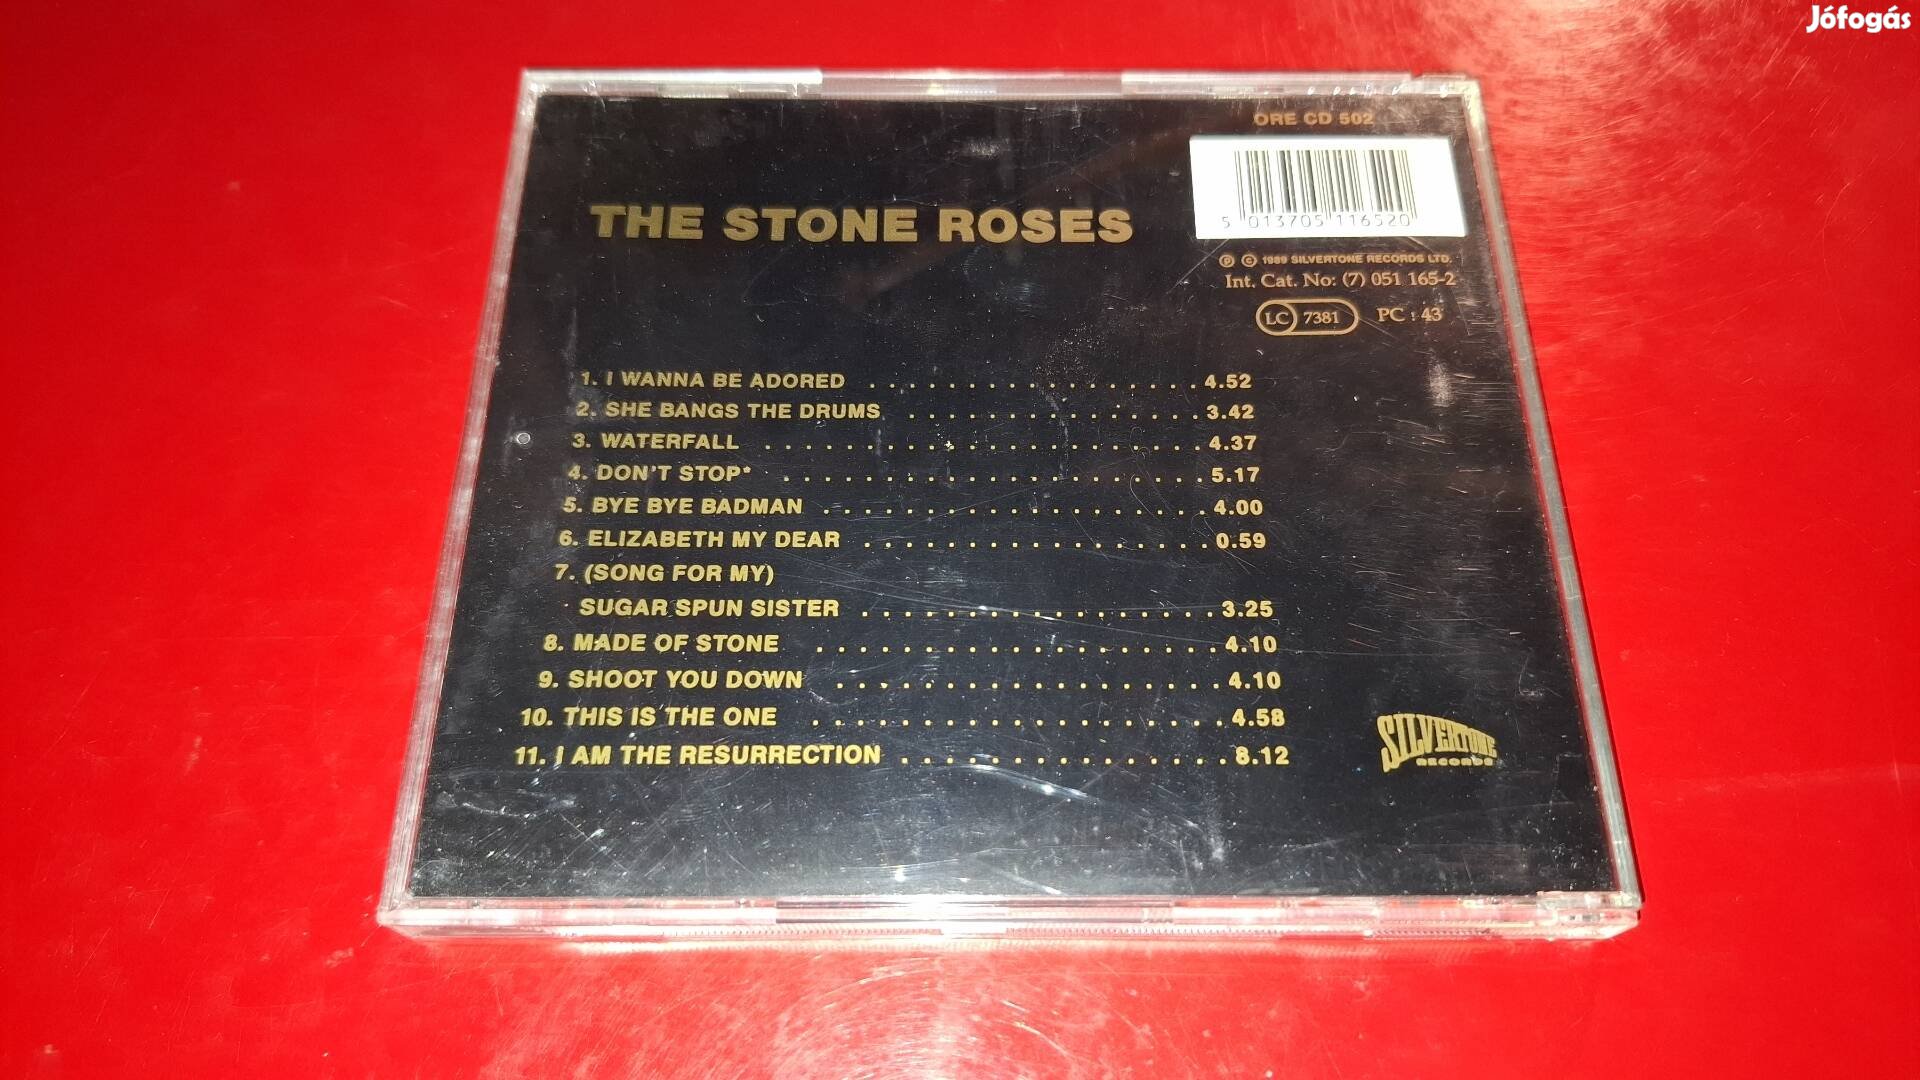 Jófogás
ORE CD 502
5 013705 116520
THE STONE ROSES
℗ © 1989 SILVERTONE RECORDS LTD.
Int. Cat. No: (7) 051 165-2
LC 7381 PC : 43
1. I WANNA BE ADORED . . . . . . . . . . . . . . . . 4.52
2. SHE BANGS THE DRUMS . . . . . . . . . . . . . . 3.42
3. WATERFALL . . . . . . . . . . . . . . . . . . . . . 4.37
4. DON'T STOP* . . . . . . . . . . . . . . . . . . . . 5.17
5. BYE BYE BADMAN . . . . . . . . . . . . . . . . . . 4.00
6. ELIZABETH MY DEAR . . . . . . . . . . . . . . . . 0.59
7. (SONG FOR MY)
SUGAR SPUN SISTER . . . . . . . . . . . . . . . . 3.25
8. MADE OF STONE . . . . . . . . . . . . . . . . . . 4.10
9. SHOOT YOU DOWN . . . . . . . . . . . . . . . . . 4.10
10. THIS IS THE ONE . . . . . . . . . . . . . . . . . . 4.58
11. I AM THE RESURRECTION . . . . . . . . . . . . . . 8.12
SILVERTONE
RECORDS